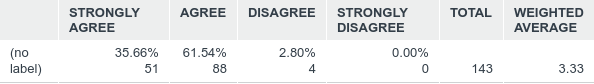 STRONGLY AGREE DISAGREE STRONGLY TOTAL WEIGHTED
AGREE DISAGREE AVERAGE
(no 35.66% 61.54% 2.80% 0.00%
label) 51 88 4 0 143 3.33